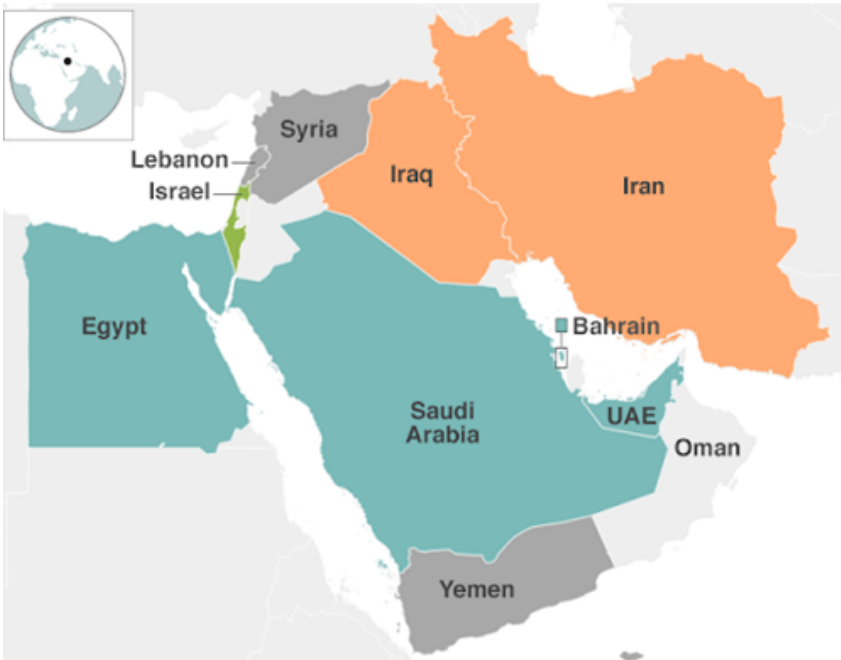 Syria
Lebanon
Israel
Iraq
Iran
Egypt
Bahrain
Saudi
Arabia
UAE
Oman
Yemen